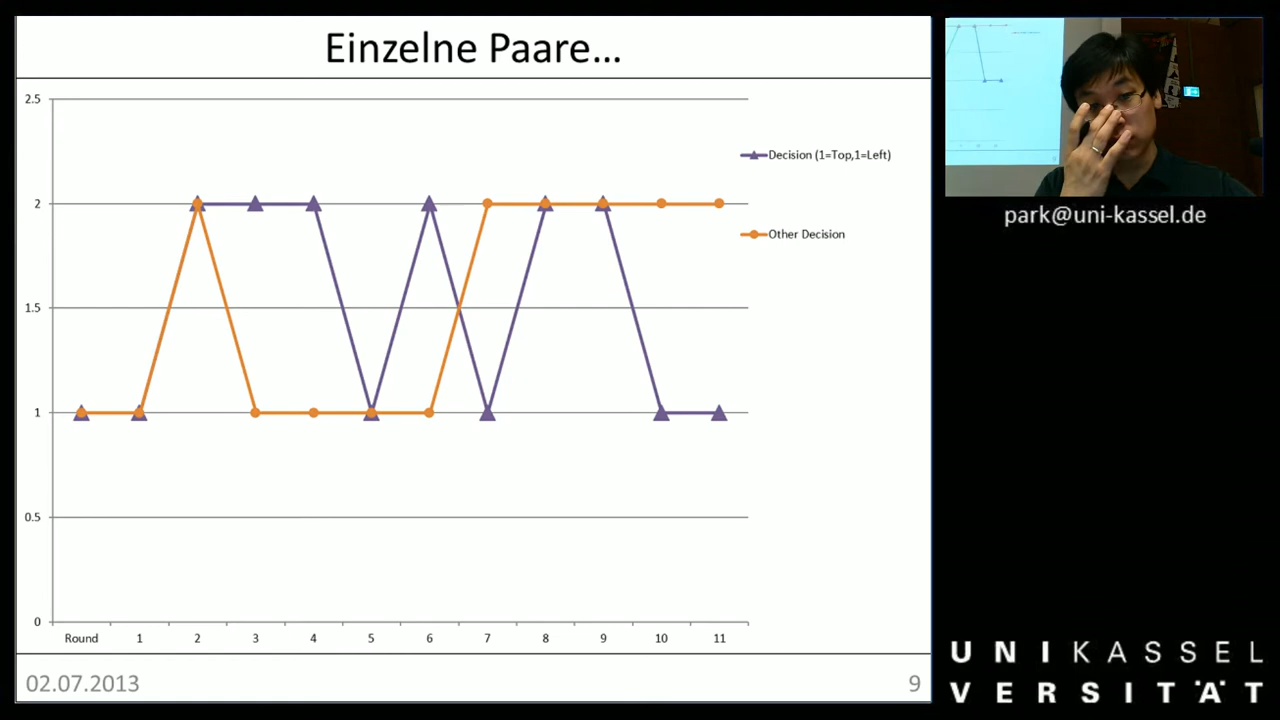 Einzelne Paare...
2.5
2
1.5
1
0.5
0
Round 1 2 3 4 5 6 7 8 9 10 11
Decision (1=Top,1=Left)
Other Decision
02.07.2013
9
park@uni-kassel.de
UNIKASSEL
VERSITÄT